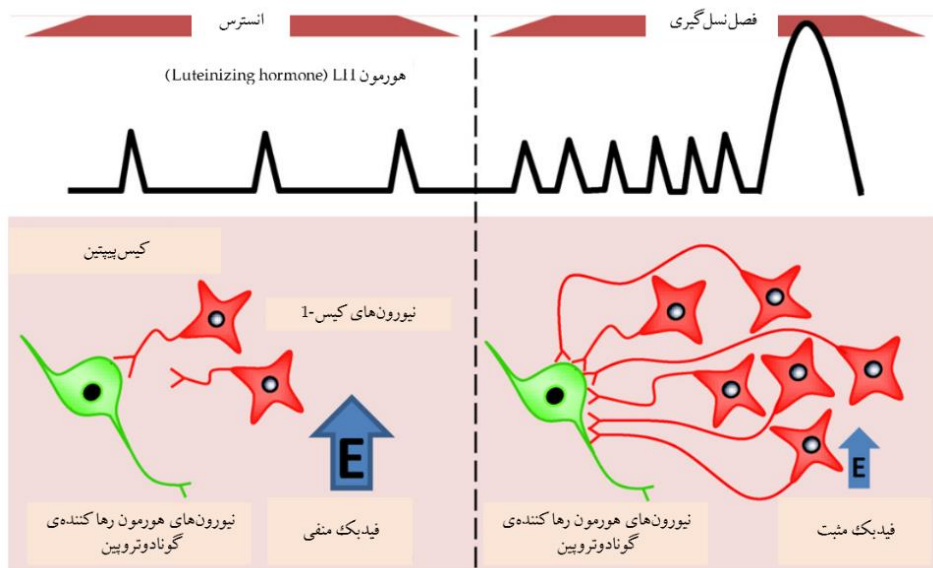 انسترس
فصل نسل‌گیری
هورمون LH (Luteinizing hormone)
کیس‌پپتین
نیورون‌های کیس-1
E
E
نیورون‌های هورمون رها کننده‌ی
گونادوتروپین
فیدبک منفی
نیورون‌های هورمون رها کننده‌ی
گونادوتروپین
فیدبک مثبت